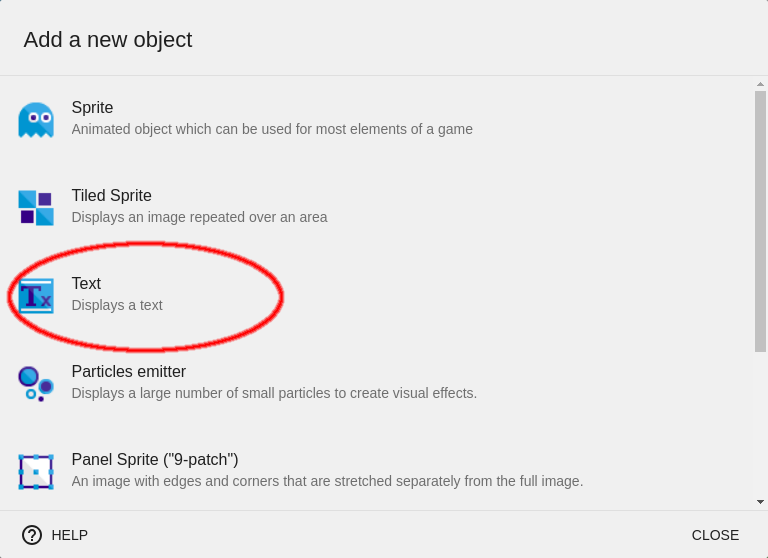 Add a new object
Sprite
Animated object which can be used for most elements of a game
Tiled Sprite
Displays an image repeated over an area
Tx
Text
Displays a text
Particles emitter
Displays a large number of small particles to create visual effects.
Panel Sprite ("9-patch")
An image with edges and corners that are stretched separately from the full image.
? HELP
CLOSE